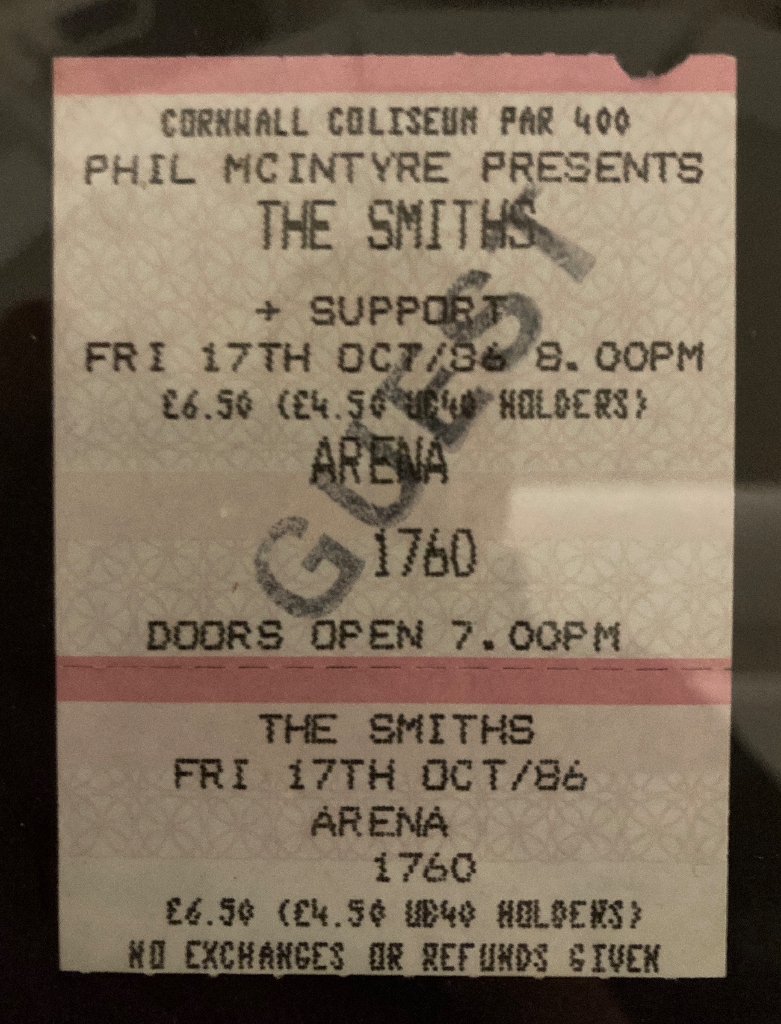 CORNWALL COLISEUM PAR 400
PHIL MCINTYRE PRESENTS
THE SMITHS
+ SUPPORT
FRI 17TH OCT/86 8.00PM
£6.50 (£4.50 UB40 HOLDERS)
ARENA
1760
GUEST
DOORS OPEN 7.00PM
THE SMITHS
FRI 17TH OCT/86
ARENA
1760
£6.50 (£4.50 UB40 HOLDERS)
NO EXCHANGES OR REFUNDS GIVEN